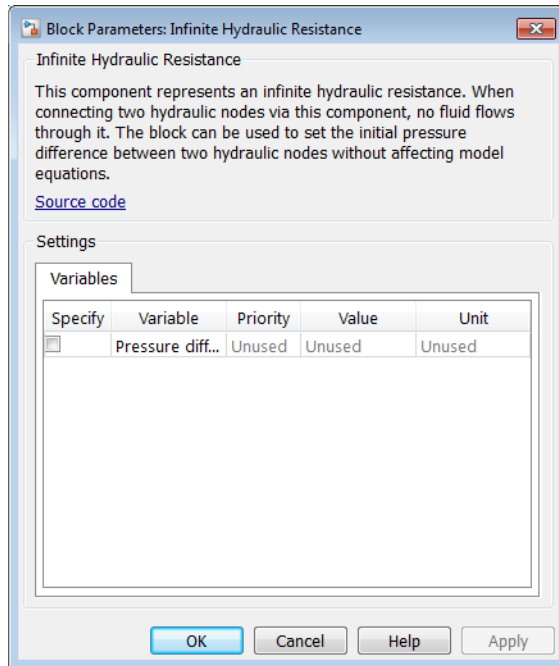 Block Parameters: Infinite Hydraulic Resistance
Infinite Hydraulic Resistance
This component represents an infinite hydraulic resistance. When
connecting two hydraulic nodes via this component, no fluid flows
through it. The block can be used to set the initial pressure
difference between two hydraulic nodes without affecting model
equations.
Source code
Settings
Variables
Specify Variable Priority Value Unit
Pressure diff... Unused Unused Unused
OK Cancel Help Apply